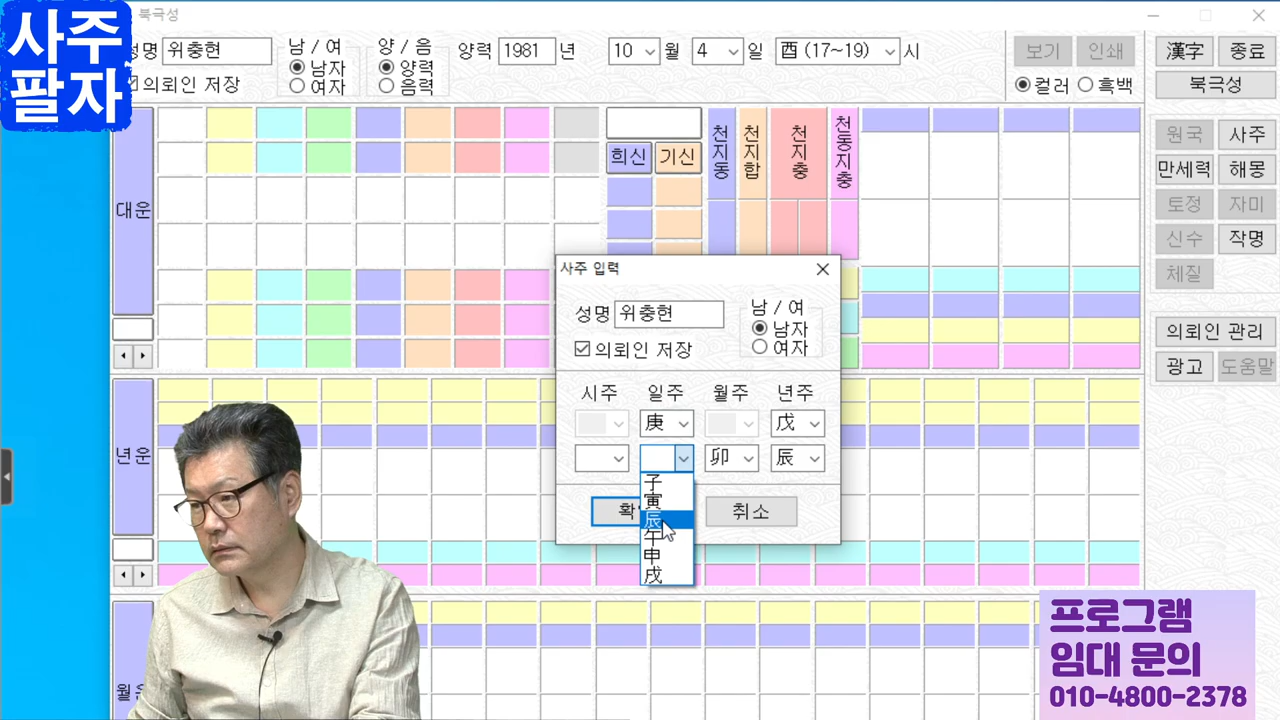 북극성
사주
팔자
성명 위충현
의뢰인 저장
남 / 여
남자
여자
양 / 음
양력
음력
양력 1981 년 10 월 4 일 酉 (17~19) 시
보기 인쇄
컬러 흑백
漢字 종료
북극성
원국 사주
만세력 해몽
토정 자미
신수 작명
체질
의뢰인 관리
광고 도움말
대운
희신 기신
천지동
천지합
천지충
천동지충
년운
사주 입력
성명 위충현
의뢰인 저장
남 / 여
남자
여자
시주 일주 월주 년주
庚 戊
卯 辰
子
寅
辰
午
申
戌
취소
프로그램
임대 문의
010-4800-2378